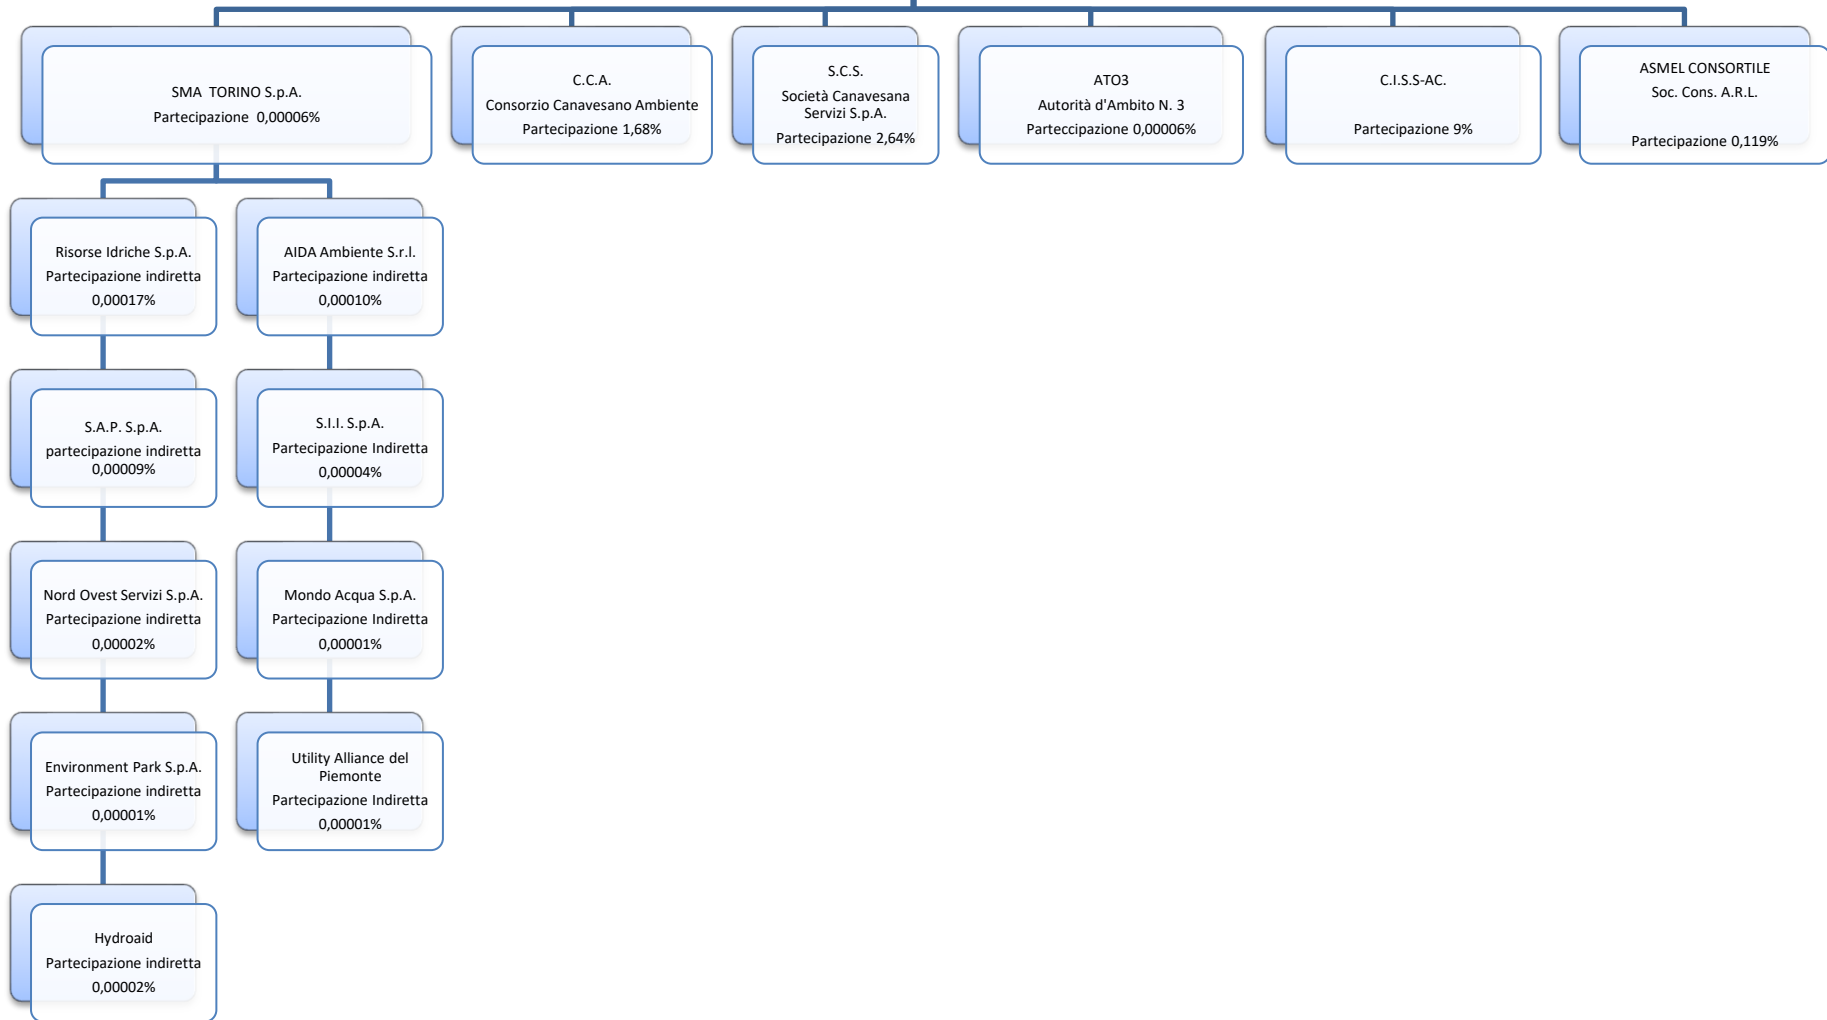 SMA TORINO S.p.A.
Partecipazione 0,00006%
C.C.A.
Consorzio Canavesano Ambiente
Partecipazione 1,68%
S.C.S.
Società Canavesana
Servizi S.p.A.
Partecipazione 2,64%
ATO3
Autorità d'Ambito N. 3
Parteccipazione 0,00006%
C.I.S.S-AC.
Partecipazione 9%
ASMEL CONSORTILE
Soc. Cons. A.R.L.
Partecipazione 0,119%
Risorse Idriche S.p.A.
Partecipazione indiretta
0,00017%
AIDA Ambiente S.r.l.
Partecipazione indiretta
0,00010%
S.A.P. S.p.A.
partecipazione indiretta
0,00009%
S.I.I. S.p.A.
Partecipazione Indiretta
0,00004%
Nord Ovest Servizi S.p.A.
Partecipazione indiretta
0,00002%
Mondo Acqua S.p.A.
Partecipazione Indiretta
0,00001%
Environment Park S.p.A.
Partecipazione indiretta
0,00001%
Utility Alliance del
Piemonte
Partecipazione Indiretta
0,00001%
Hydroaid
Partecipazione indiretta
0,00002%